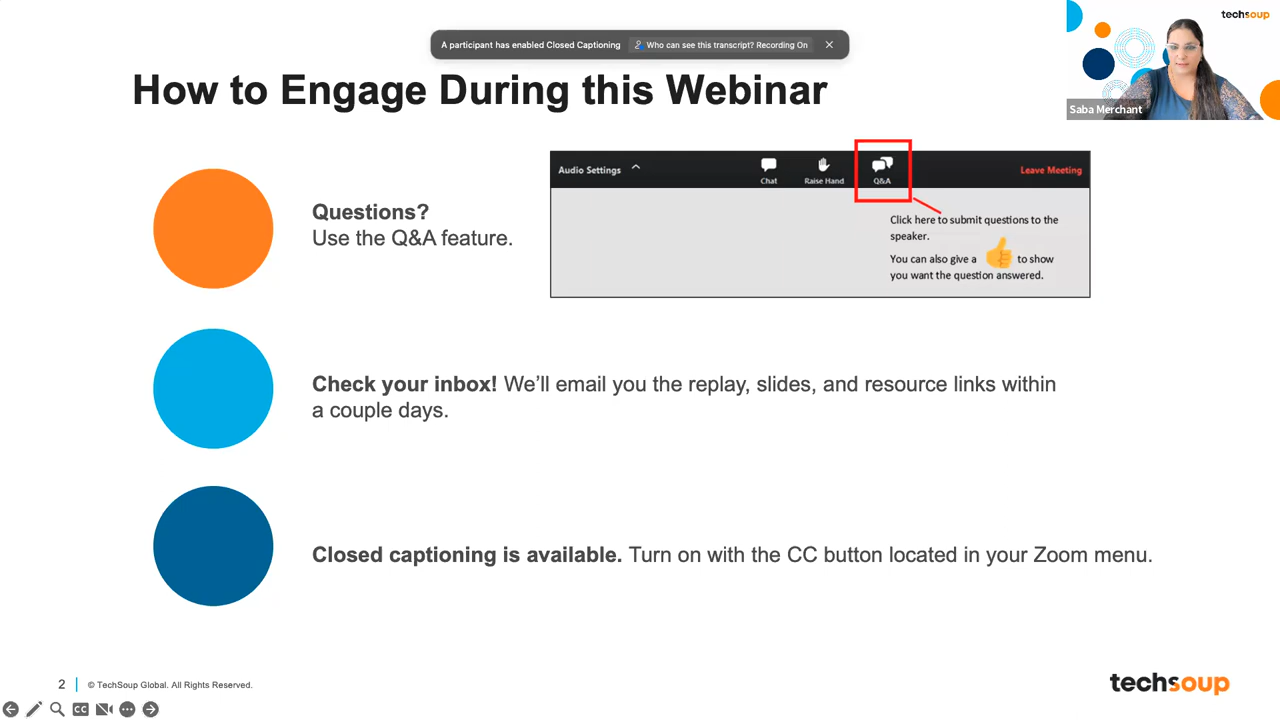 A participant has enabled Closed Captioning Who can see this transcript? Recording On
techsoup
How to Engage During this Webinar
Saba Merchant
Questions?
Use the Q&A feature.
Audio Settings
Chat
Raise Hand
Q&A
Leave Meeting
Click here to submit questions to the
speaker.
You can also give a to show
you want the question answered.
Check your inbox! We’ll email you the replay, slides, and resource links within
a couple days.
Closed captioning is available. Turn on with the CC button located in your Zoom menu.
2 © TechSoup Global. All Rights Reserved.
techsoup
CC